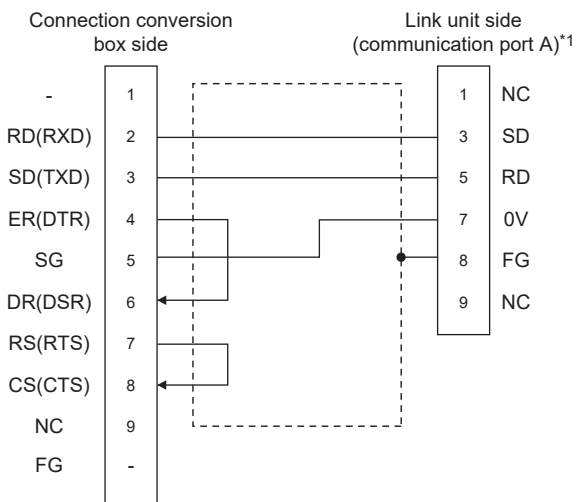 Connection conversion
box side
Link unit side
(communication port A)*1
- 1
RD(RXD) 2
SD(TXD) 3
ER(DTR) 4
SG 5
DR(DSR) 6
RS(RTS) 7
CS(CTS) 8
NC 9
FG -
1 NC
3 SD
5 RD
7 0V
8 FG
9 NC